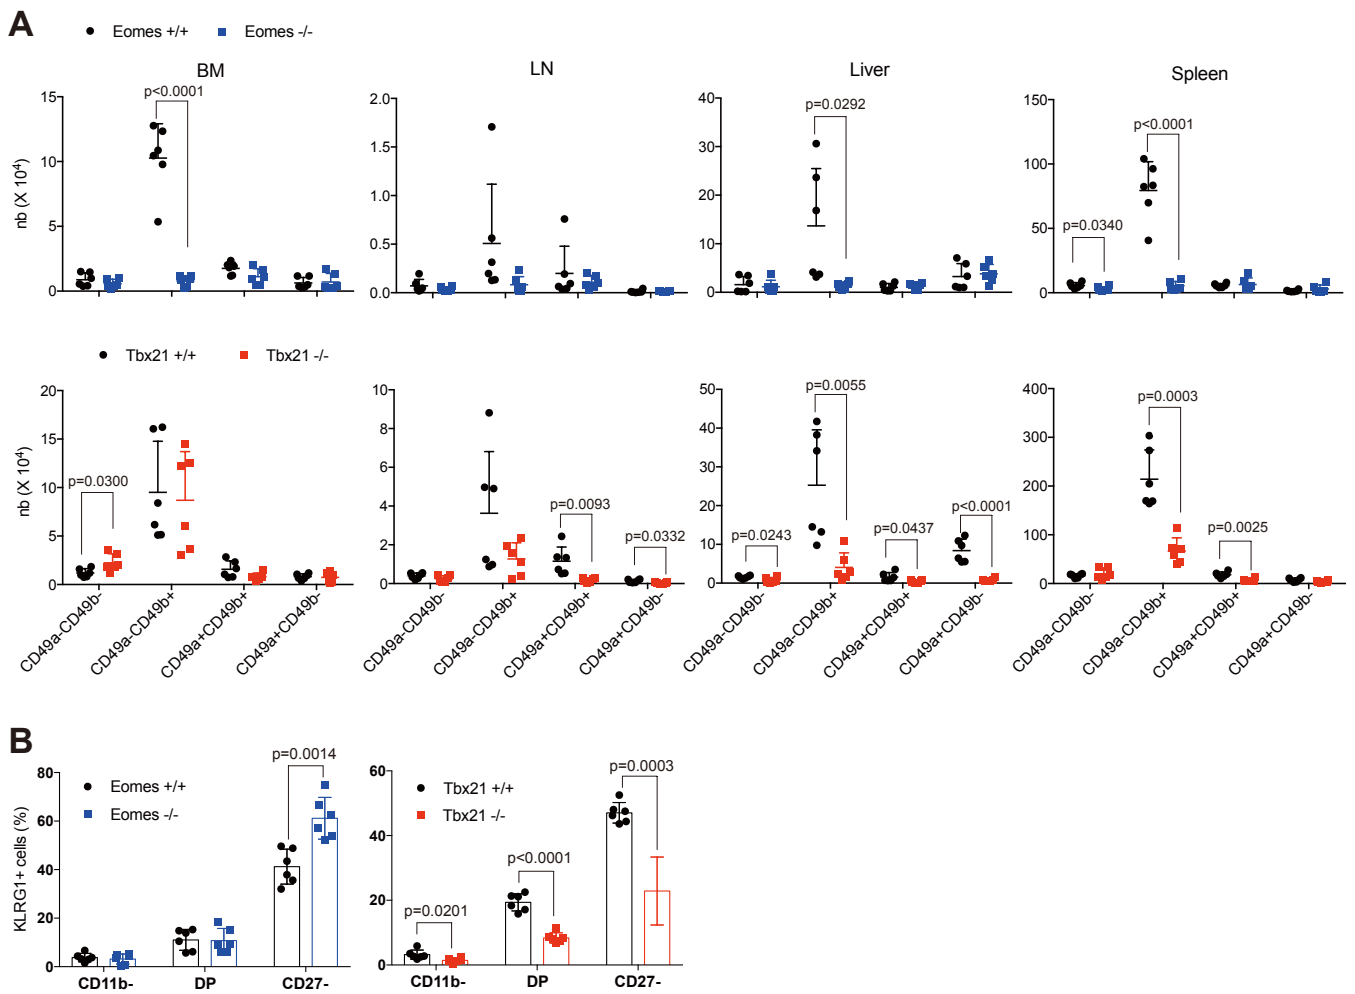 A
Eomes +/+ Eomes -/-
BM LN Liver Spleen
nb (X 10⁴)
15
10
5
0
p<0.0001
2.0
1.5
1.0
0.5
0.0
40
30
20
10
0
p=0.0292
150
100
50
0
p=0.0340
p<0.0001
Tbx21 +/+ Tbx21 -/-
nb (X 10⁴)
20
15
10
5
0
p=0.0300
CD49a-CD49b-
CD49a-CD49b+
CD49a+CD49b+
CD49a+CD49b-
10
8
6
4
2
0
p=0.0093
p=0.0332
CD49a-CD49b-
CD49a-CD49b+
CD49a+CD49b+
CD49a+CD49b-
50
40
30
20
10
0
p=0.0243
p=0.0055
p=0.0437
p<0.0001
CD49a-CD49b-
CD49a-CD49b+
CD49a+CD49b+
CD49a+CD49b-
400
300
200
100
0
p=0.0003
p=0.0025
CD49a-CD49b-
CD49a-CD49b+
CD49a+CD49b+
CD49a+CD49b-
B
KLRG1+ cells (%)
80
60
40
20
0
Eomes +/+
Eomes -/-
p=0.0014
CD11b- DP CD27-
60
40
20
0
Tbx21 +/+
Tbx21 -/-
p=0.0201
p<0.0001
p=0.0003
CD11b- DP CD27-